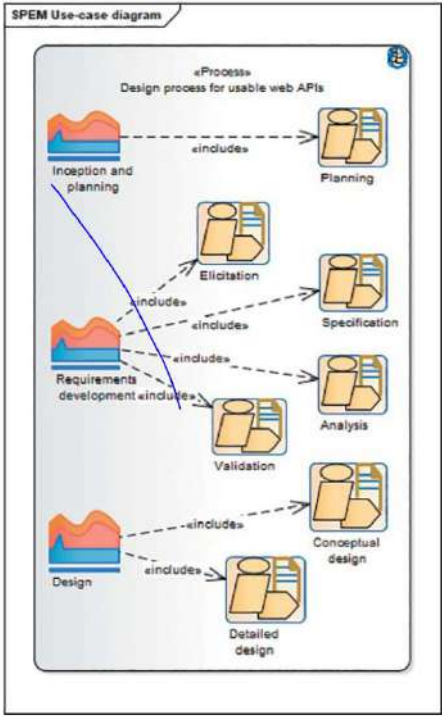 SPEM Use-case diagram
«Process»
Design process for usable web APIs
Inception and
planning
«include»
Planning
Elicitation
«include»
«include»
Specification
Requirements
development
«include»
«include»
Analysis
Validation
Design
«include»
Conceptual
design
«include»
Detailed
design